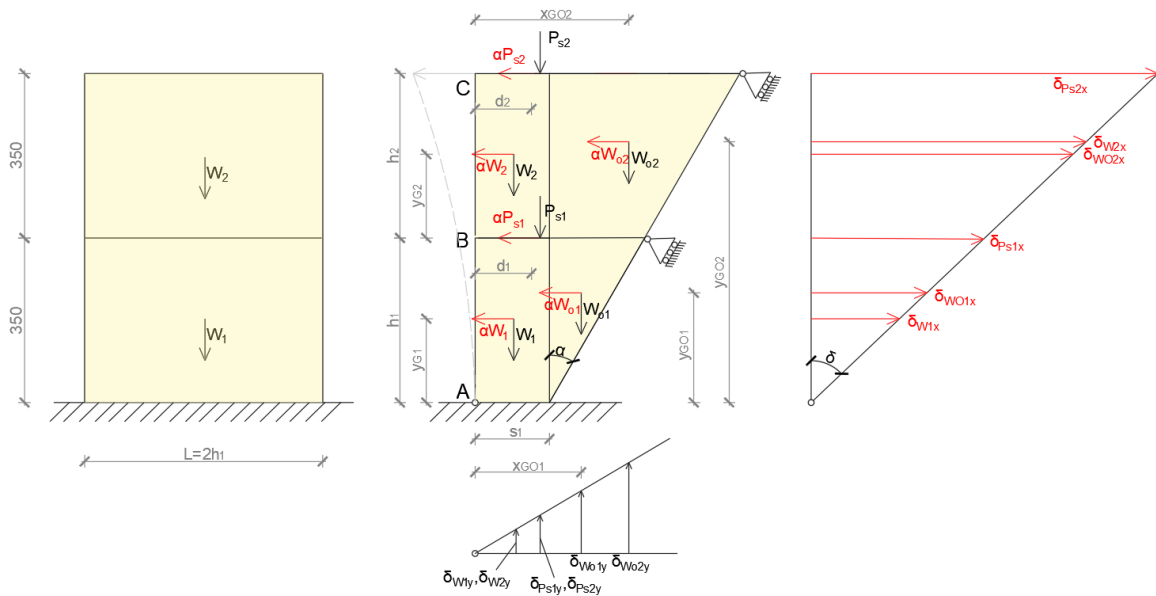 350
350
W₂
W₁
L=2h₁
xGO2
Ps2
αPs2
C
d₂
h₂
αWo2
Wo2
αW₂
W₂
yG2
Ps1
αPs1
B
d₁
yGO2
h₁
αWo1
Wo1
yGO1
αW₁
W₁
yG1
α
A
s₁
xGO1
δW1y,δW2y
δPs1y,δPs2y
δWo1y
δWo2y
δPs2x
δW2x
δWO2x
δPs1x
δWO1x
δW1x
δ